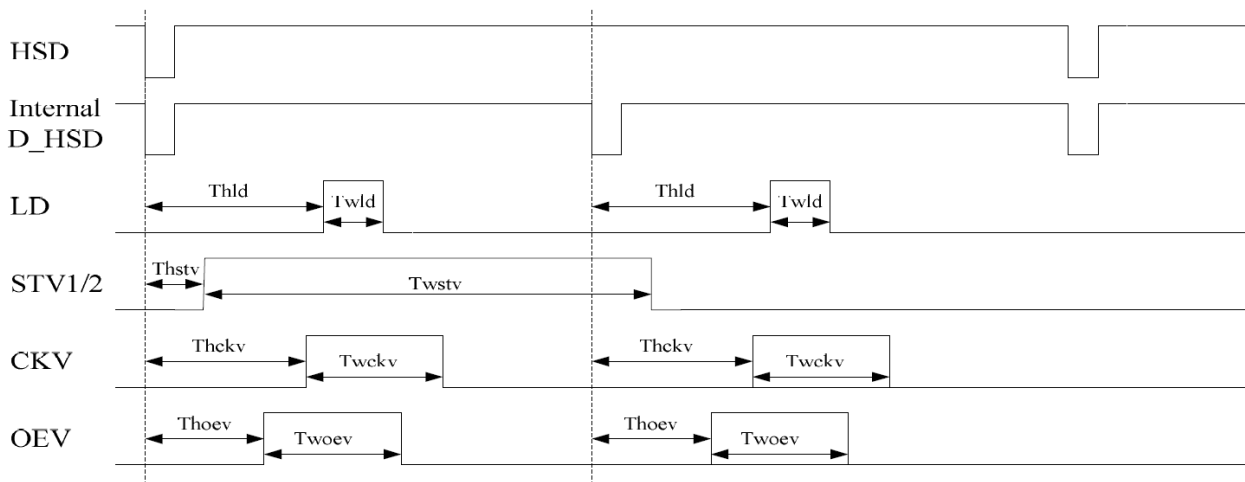 HSD
Internal
D_HSD
LD
Thld
Twld
Thld
Twld
STV1/2
Thstv
Twstv
CKV
Thckv
Twckv
Thckv
Twckv
OEV
Thoev
Twoev
Thoev
Twoev